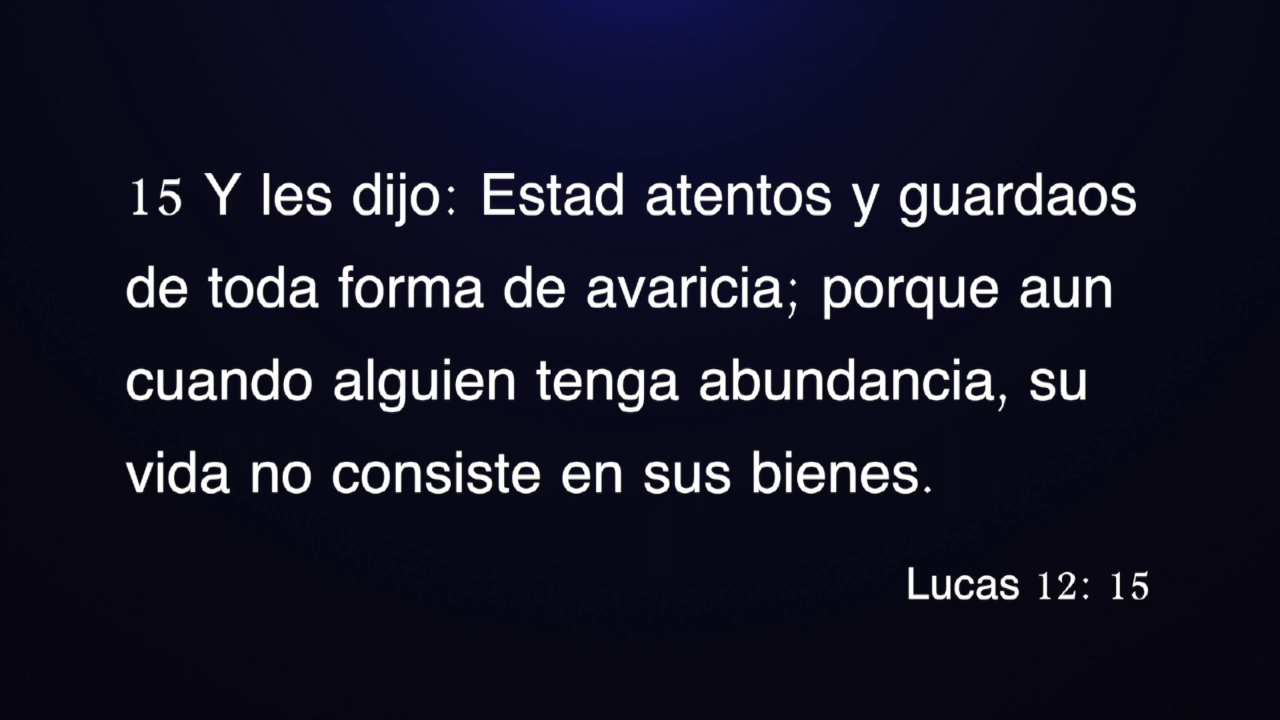 15 Y les dijo: Estad atentos y guardaos
de toda forma de avaricia; porque aun
cuando alguien tenga abundancia, su
vida no consiste en sus bienes.
Lucas 12: 15